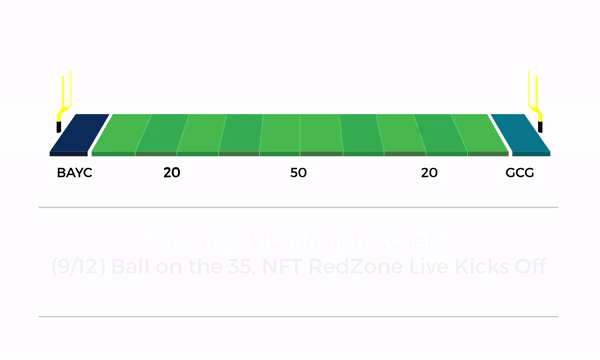 BAYC 20 50 20 GCG
First play kickoff right to left
(9/12) Ball on the 35, NFT RedZone Live Kicks Off